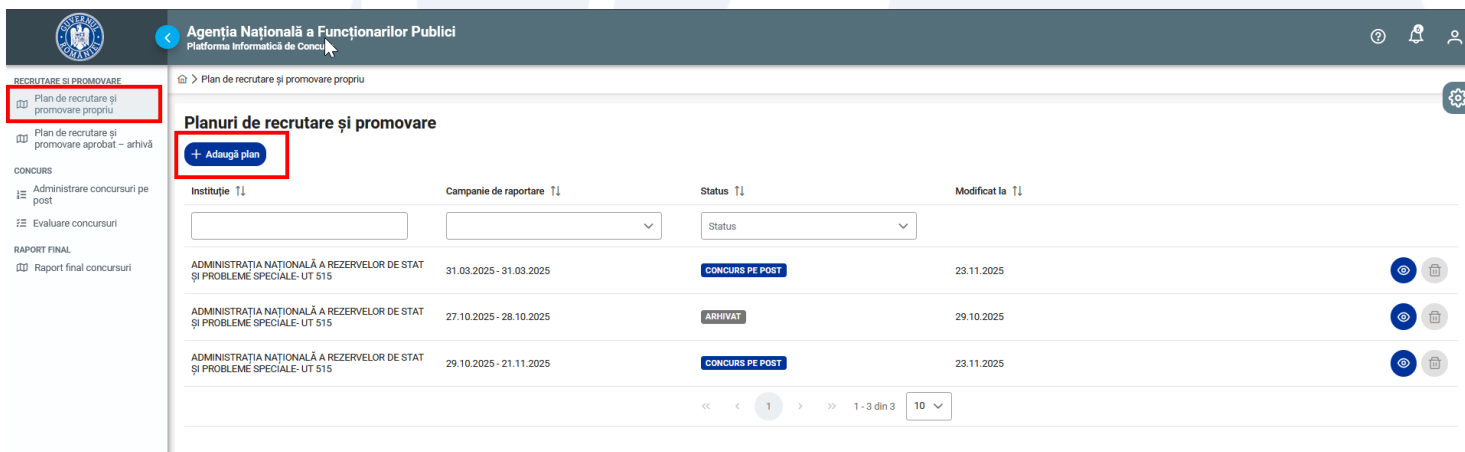 GUVERNUL
ROMÂNIEI
Agenția Națională a Funcționarilor Publici
Platforma Informatică de Concu
RECRUTARE SI PROMOVARE
Plan de recrutare și
promovare propriu
Plan de recrutare și
promovare aprobat – arhivă
CONCURS
Administrare concursuri pe
post
Evaluare concursuri
RAPORT FINAL
Raport final concursuri
> Plan de recrutare și promovare propriu
Planuri de recrutare și promovare
+ Adaugă plan
Instituție ↑↓ Campanie de raportare ↑↓ Status ↑↓ Modificat la ↑↓
Status
ADMINISTRAȚIA NAȚIONALĂ A REZERVELOR DE STAT
ȘI PROBLEME SPECIALE- UT 515 31.03.2025 - 31.03.2025 CONCURS PE POST 23.11.2025
ADMINISTRAȚIA NAȚIONALĂ A REZERVELOR DE STAT
ȘI PROBLEME SPECIALE- UT 515 27.10.2025 - 28.10.2025 ARHIVAT 29.10.2025
ADMINISTRAȚIA NAȚIONALĂ A REZERVELOR DE STAT
ȘI PROBLEME SPECIALE- UT 515 29.10.2025 - 21.11.2025 CONCURS PE POST 23.11.2025
« < 1 > » 1 - 3 din 3 10